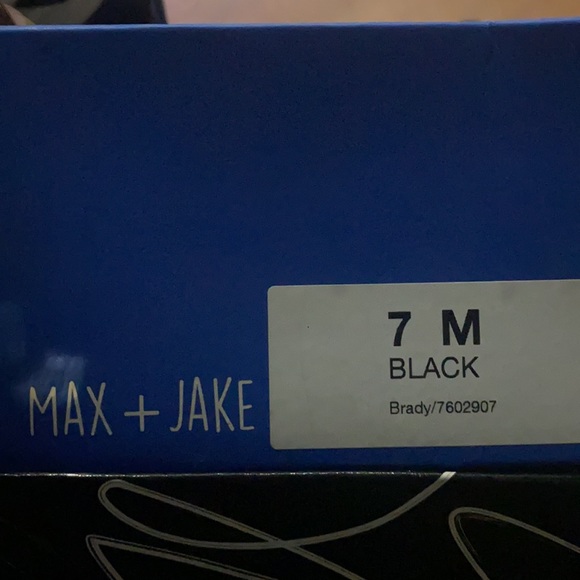 7 M
BLACK
Brady/7602907
MAX + JAKE